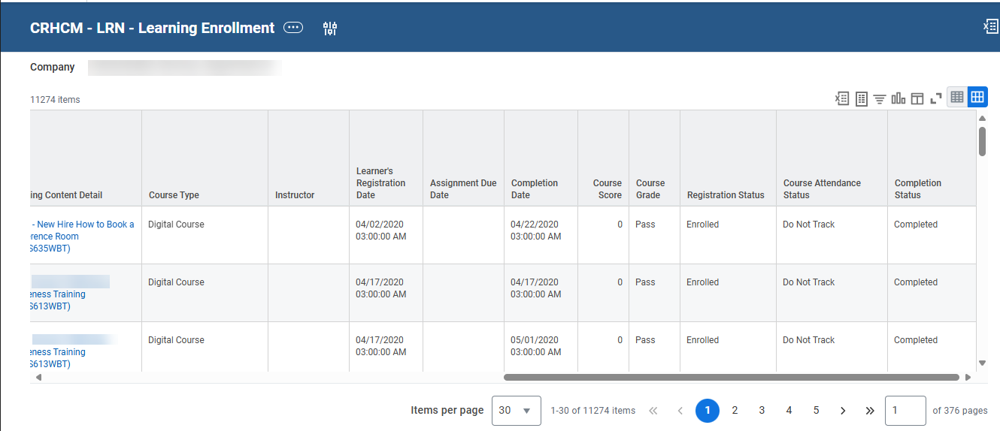 CRHCM - LRN - Learning Enrollment
Company
11274 items
ing Content Detail
Course Type
Instructor
Learner's
Registration
Date
Assignment Due
Date
Completion
Date
Course
Score
Course
Grade
Registration Status
Course Attendance
Status
Completion
Status
- New Hire How to Book a
rence Room
S635WBT)
Digital Course
04/02/2020
03:00:00 AM
04/22/2020
03:00:00 AM
0
Pass
Enrolled
Do Not Track
Completed
eness Training
S613WBT)
Digital Course
04/17/2020
03:00:00 AM
04/17/2020
03:00:00 AM
0
Pass
Enrolled
Do Not Track
Completed
eness Training
S613WBT)
Digital Course
04/17/2020
03:00:00 AM
05/01/2020
03:00:00 AM
0
Pass
Enrolled
Do Not Track
Completed
Items per page
30
1-30 of 11274 items
1 2 3 4 5
1
of 376 pages